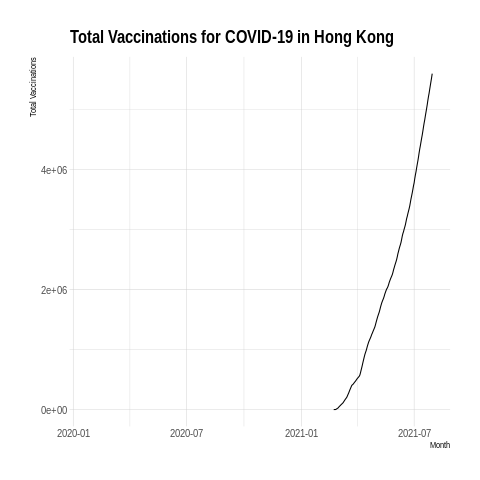 Total Vaccinations for COVID-19 in Hong Kong
Total Vaccinations
4e+06
2e+06
0e+00
2020-01 2020-07 2021-01 2021-07
Month